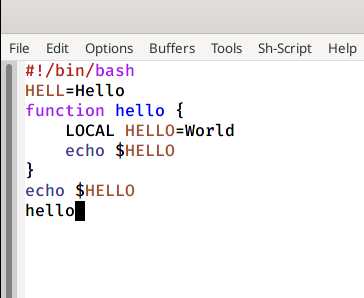 File Edit Options Buffers Tools Sh-Script Help
#!/bin/bash
HELL=Hello
function hello {
    LOCAL HELLO=World
    echo $HELLO
}
echo $HELLO
hello